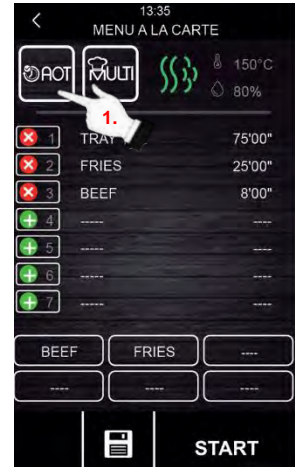 13:35
MENU A LA CARTE
AOT MULTI 150°C
80%
1.
1 TRAY 75'00"
2 FRIES 25'00"
3 BEEF 8'00"
4 ----- ----
5 ----- ----
6 ----- ----
7 ----- ----
BEEF FRIES ----
---- ---- ----
START